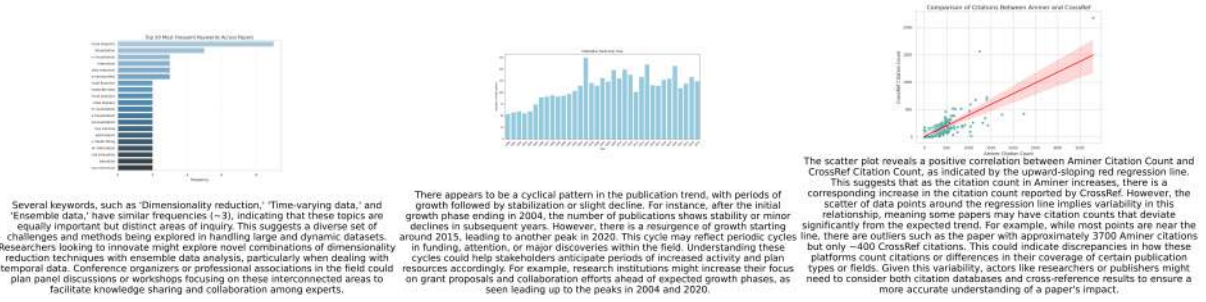 Top 20 Most Frequent Keywords Across Papers
Frequency
Several keywords, such as 'Dimensionality reduction,' 'Time-varying data,' and
'Ensemble data,' have similar frequencies (~3), indicating that these topics are
equally important but distinct areas of inquiry. This suggests a diverse set of
challenges and methods being explored in handling large and dynamic datasets.
Researchers looking to innovate might explore novel combinations of dimensionality
reduction techniques with ensemble data analysis, particularly when dealing with
temporal data. Conference organizers or professional associations in the field could
plan panel discussions or workshops focusing on these interconnected areas to
facilitate knowledge sharing and collaboration among experts.
There appears to be a cyclical pattern in the publication trend, with periods of
growth followed by stabilization or slight decline. For instance, after the initial
growth phase ending in 2004, the number of publications shows stability or minor
declines in subsequent years. However, there is a resurgence of growth starting
around 2015, leading to another peak in 2020. This cycle may reflect periodic cycles
in funding, attention, or major discoveries within the field. Understanding these
cycles could help stakeholders anticipate periods of increased activity and plan
resources accordingly. For example, research institutions might increase their focus
on grant proposals and collaboration efforts ahead of expected growth phases, as
seen leading up to the peaks in 2004 and 2020.
Comparison of Citations Between Aminer and CrossRef
CrossRef Citation Count
Aminer Citation Count
The scatter plot reveals a positive correlation between Aminer Citation Count and
CrossRef Citation Count, as indicated by the upward-sloping red regression line.
This suggests that as the citation count in Aminer increases, there is a
corresponding increase in the citation count reported by CrossRef. However, the
scatter of data points around the regression line implies variability in this
relationship, meaning some papers may have citation counts that deviate
significantly from the expected trend. For example, while most points are near the
line, there are outliers such as the paper with approximately 3700 Aminer citations
but only ~400 CrossRef citations. This could indicate discrepancies in how these
platforms count citations or differences in their coverage of certain publication
types or fields. Given this variability, actors like researchers or publishers might
need to consider both citation databases and cross-reference results to ensure a
more accurate understanding of a paper's impact.